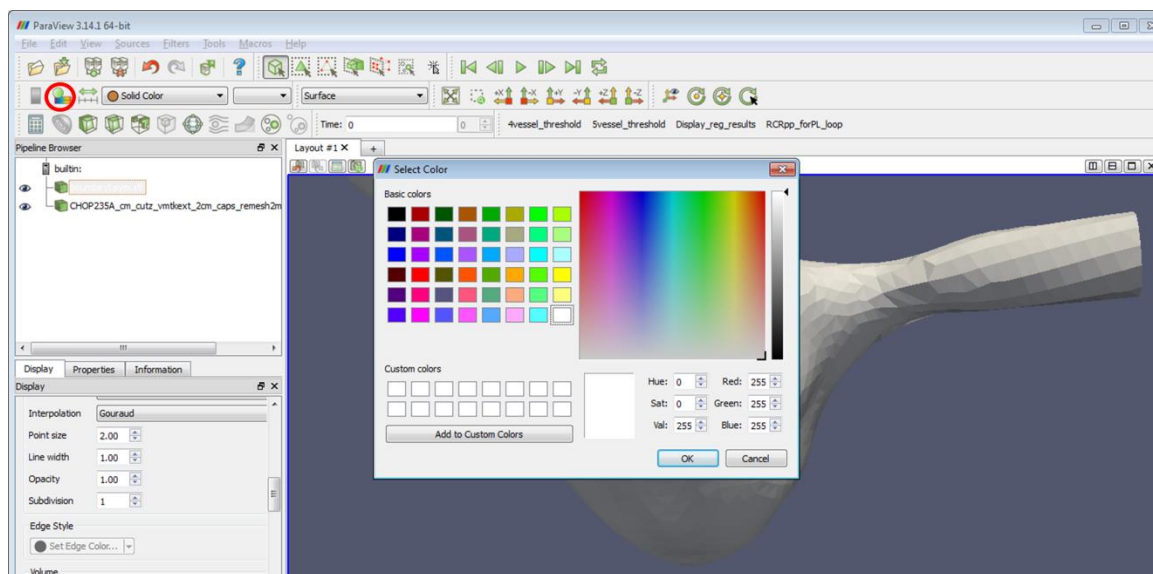 ParaView 3.14.1 64-bit
File Edit View Sources Filters Tools Macros Help
Solid Color Surface +X -X +Y -Y +Z -Z
Time: 0 0 4vessel_threshold 5vessel_threshold Display_reg_results RCRpp_forPL_loop
Pipeline Browser
Layout #1 X +
builtin:
CHOP235A_cm_cutz_vmtkext_2cm_caps_remesh2m
Select Color
Basic colors
Custom colors
Hue: 0 Red: 255
Sat: 0 Green: 255
Val: 255 Blue: 255
Add to Custom Colors
OK Cancel
Display Properties Information
Display
Interpolation Gouraud
Point size 2.00
Line width 1.00
Opacity 1.00
Subdivision 1
Edge Style
Set Edge Color...
Volume